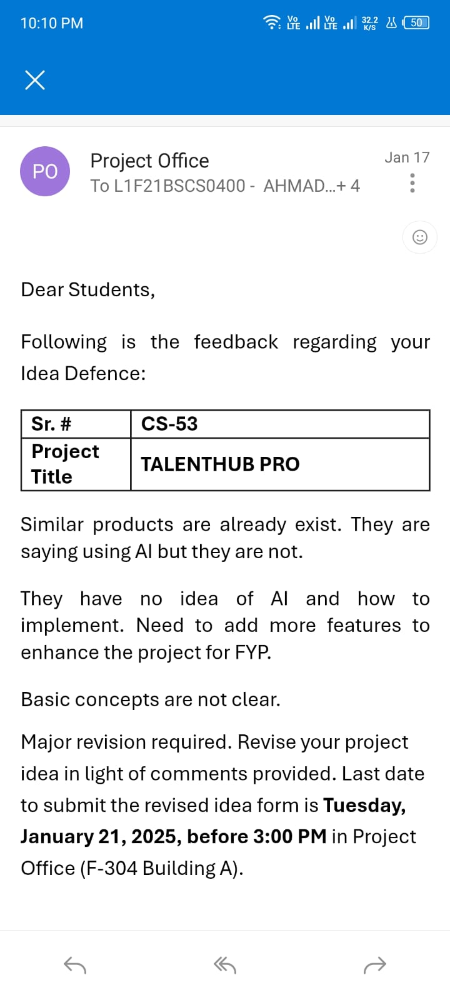 10:10 PM
Vo LTE Vo LTE 32.2 K/S 50
PO
Project Office
Jan 17
To L1F21BSCS0400 - AHMAD...+ 4
Dear Students,
Following is the feedback regarding your
Idea Defence:
Sr. # CS-53
Project Title TALENTHUB PRO
Similar products are already exist. They are
saying using AI but they are not.
They have no idea of AI and how to
implement. Need to add more features to
enhance the project for FYP.
Basic concepts are not clear.
Major revision required. Revise your project
idea in light of comments provided. Last date
to submit the revised idea form is Tuesday,
January 21, 2025, before 3:00 PM in Project
Office (F-304 Building A).